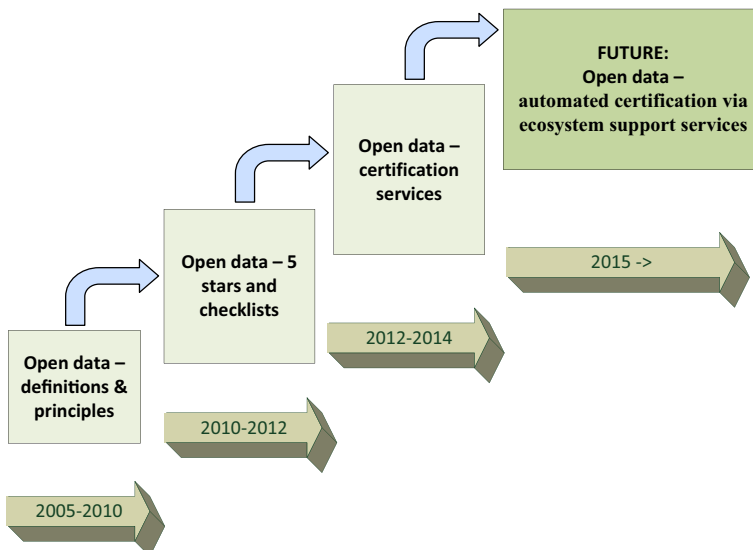 FUTURE:
Open data –
automated certification via
ecosystem support services
Open data –
certification
services
Open data – 5
stars and
checklists
Open data –
definitions &
principles
2015 ->
2012-2014
2010-2012
2005-2010